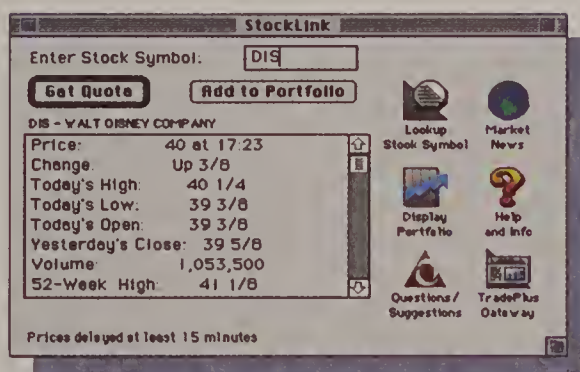 StockLink
Enter Stock Symbol: DIS
Get Quote
Add to Portfolio
DIS - WALT DISNEY COMPANY
Price: 40 at 17:23
Change: Up 3/8
Today's High: 40 1/4
Today's Low: 39 3/8
Today's Open: 39 3/8
Yesterday's Close: 39 5/8
Volume: 1,053,500
52-Week High: 41 1/8
Lookup
Stock Symbol
Market
News
Display
Portfolio
Help
and Info
Questions/
Suggestions
TradePlus
Gateway
Prices delayed at least 15 minutes